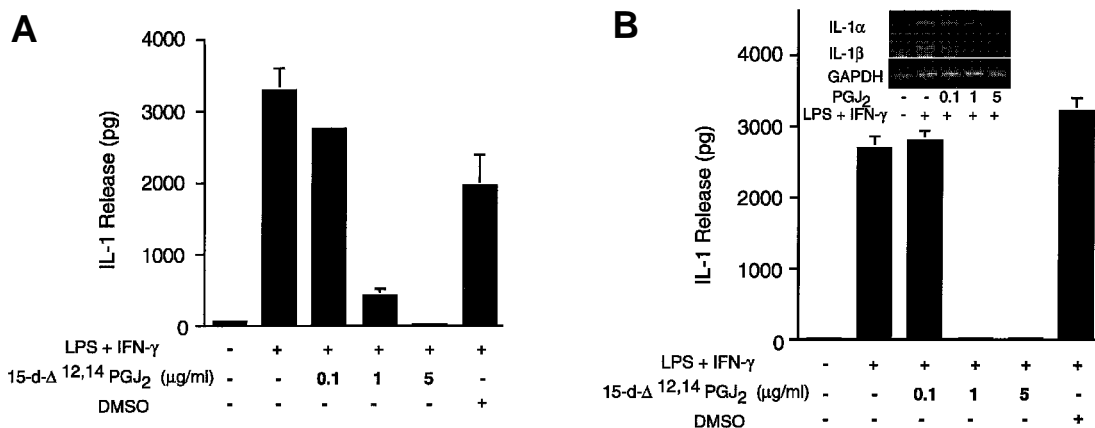 A
4000
3000
2000
1000
0
IL-1 Release (pg)
LPS + IFN-γ - + + + + +
15-d-Δ 12,14 PGJ2 (μg/ml) - - 0.1 1 5 -
DMSO - - - - - +
B
4000
3000
2000
1000
0
IL-1 Release (pg)
IL-1α
IL-1β
GAPDH
PGJ2 - - 0.1 1 5
LPS + IFN-γ - + + + +
LPS + IFN-γ - + + + + +
15-d-Δ 12,14 PGJ2 (μg/ml) - - 0.1 1 5 -
DMSO - - - - - +